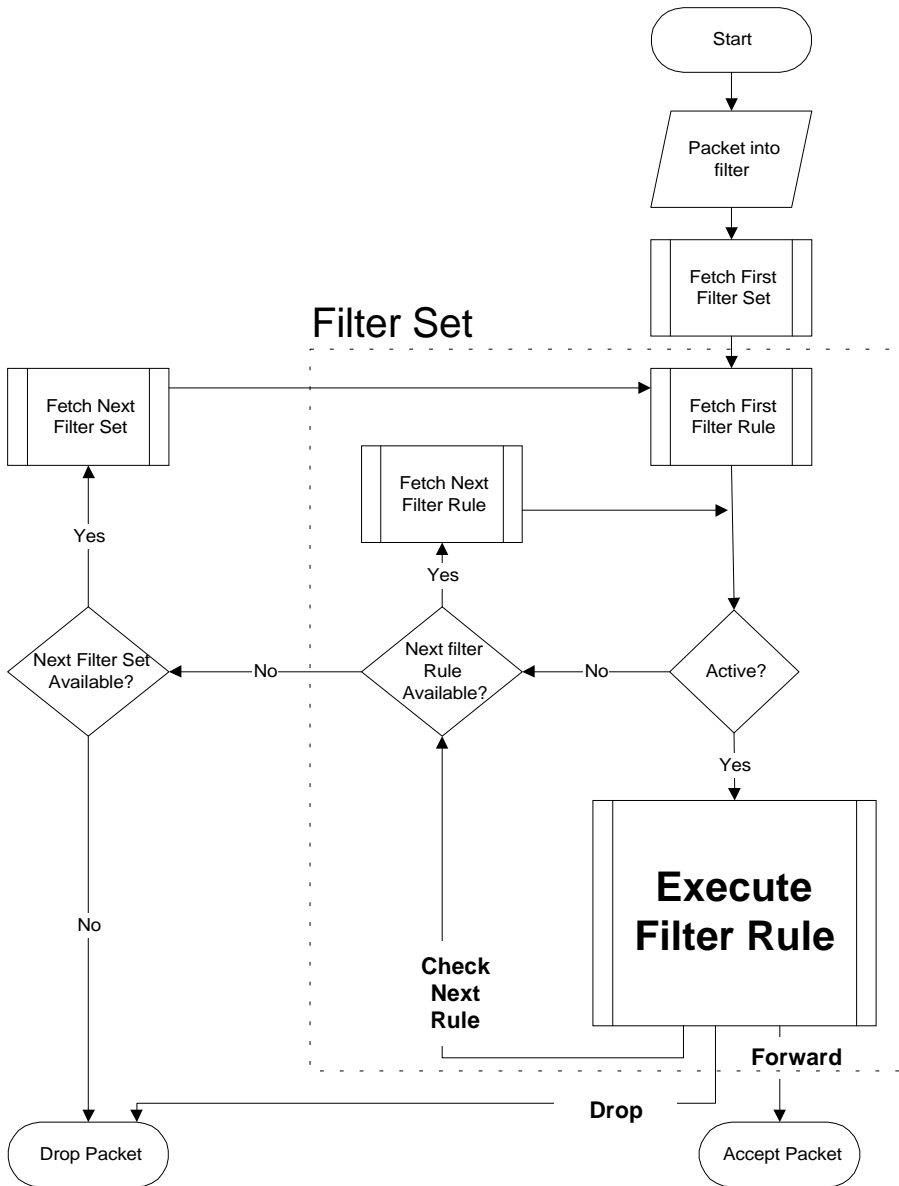 Start
Packet into
filter
Fetch First
Filter Set
Filter Set
Fetch Next
Filter Set
Fetch First
Filter Rule
Fetch Next
Filter Rule
Yes
Yes
Next Filter Set
Available?
No
Next filter
Rule
Available?
No
Active?
Yes
Execute
Filter Rule
No
Check
Next
Rule
Forward
Drop
Drop Packet
Accept Packet